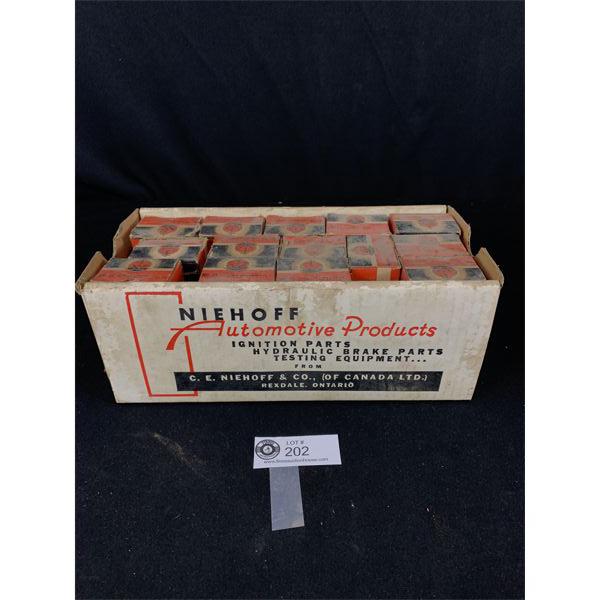 NIEHOFF
Automotive Products
IGNITION PARTS
HYDRAULIC BRAKE PARTS
TESTING EQUIPMENT...
FROM
C. E. NIEHOFF & CO., (OF CANADA LTD.)
REXDALE, ONTARIO
LOT #
202